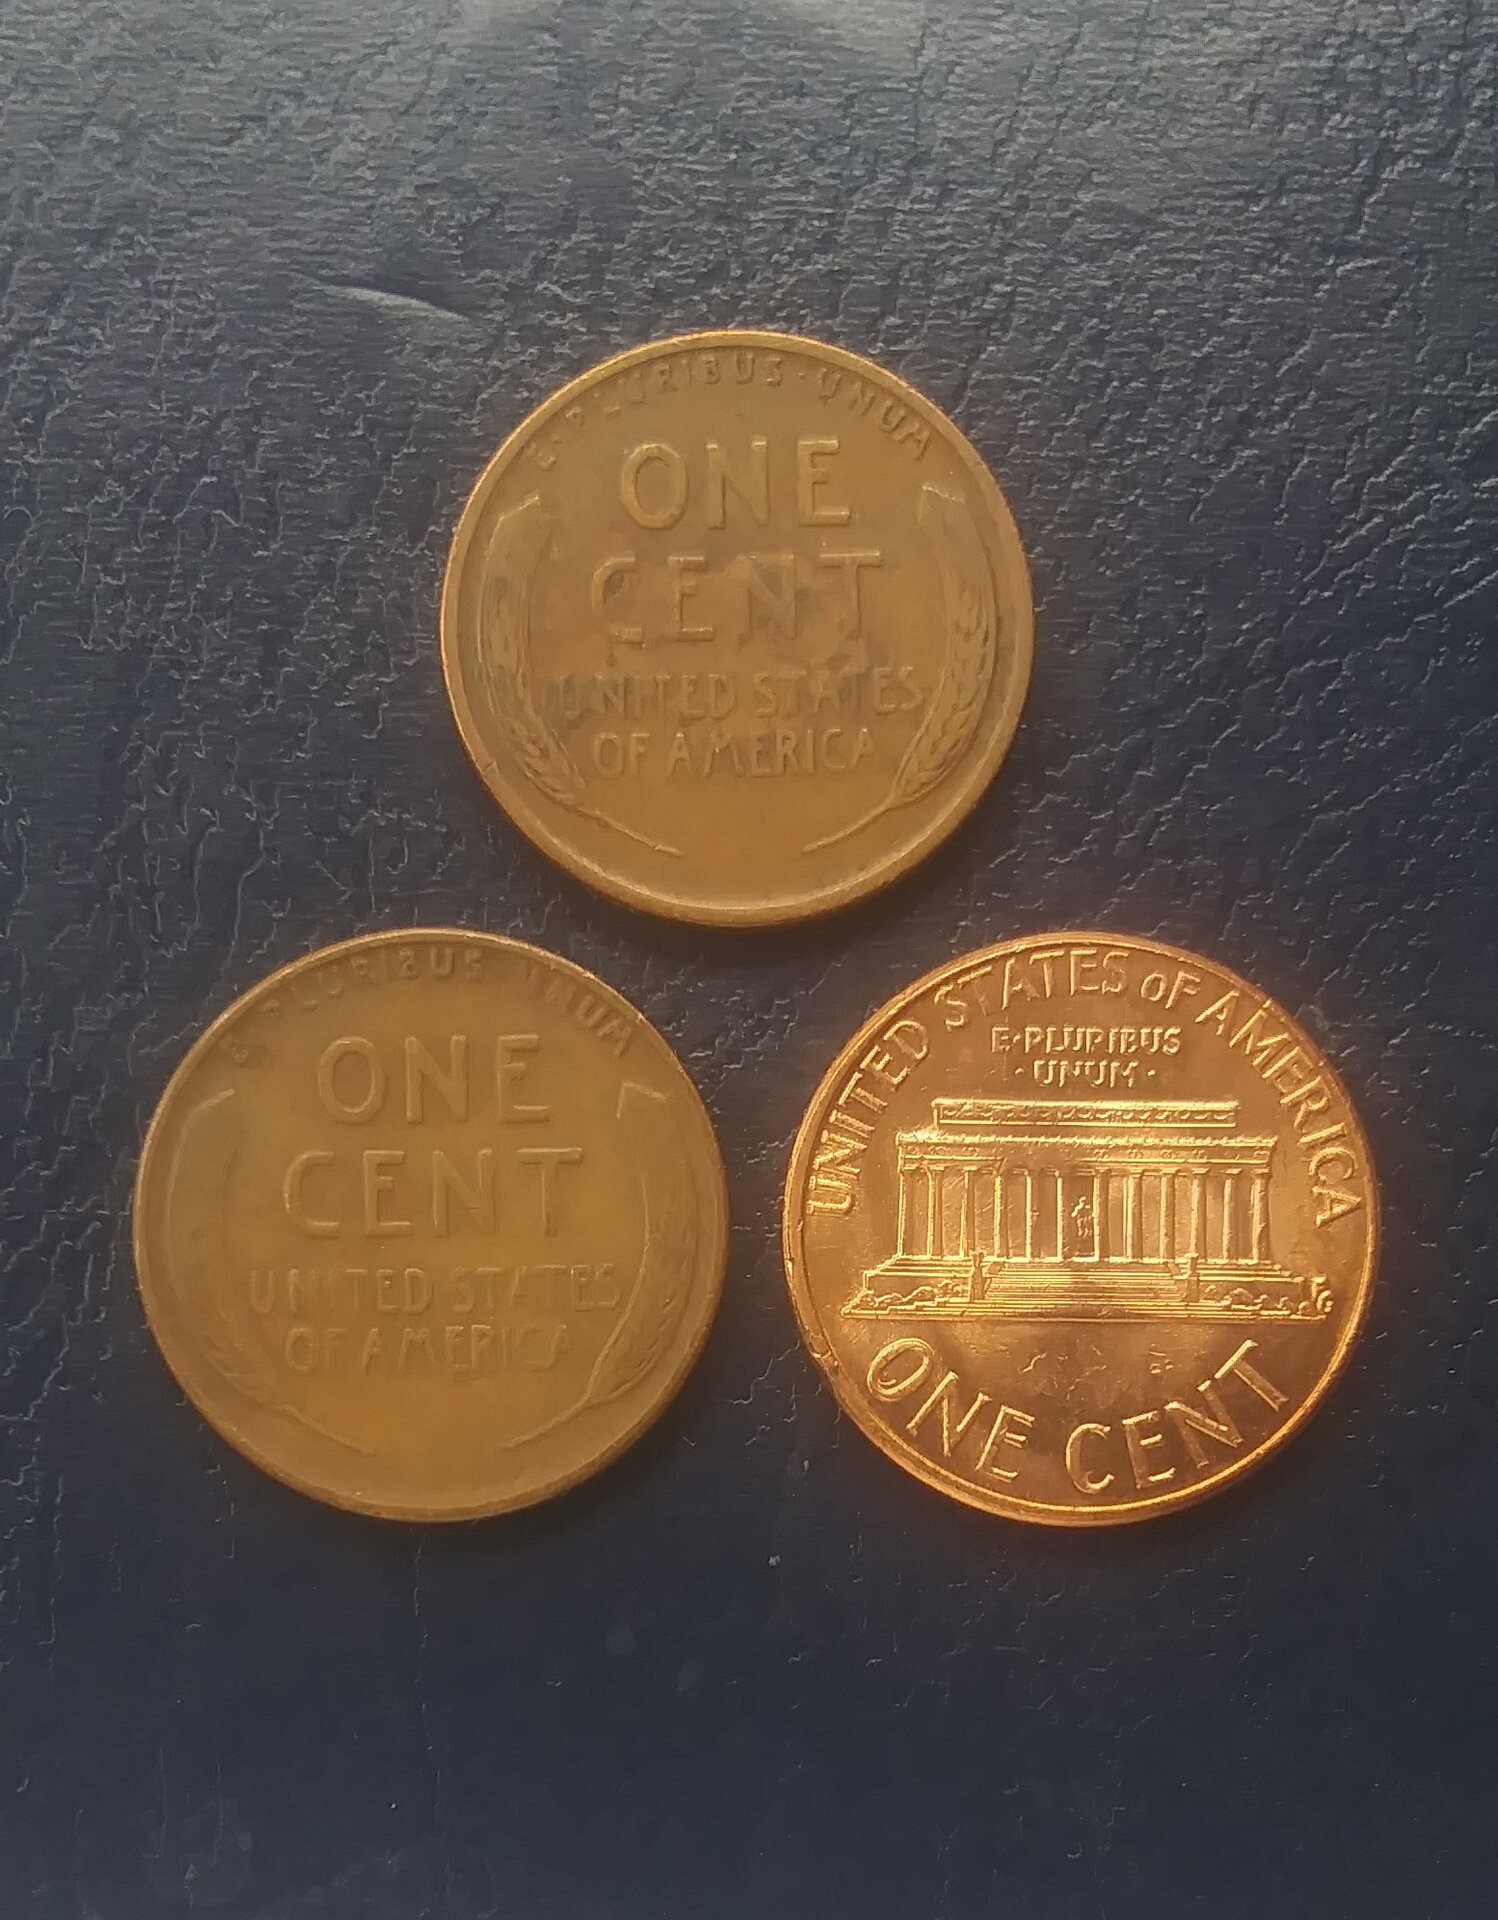 E·PLURIBUS·UNUM
ONE
CENT
UNITED STATES
OF AMERICA
E PLURIBUS UNUM
ONE
CENT
UNITED STATES
OF AMERICA
UNITED STATES OF AMERICA
E·PLURIBUS
·UNUM·
ONE CENT